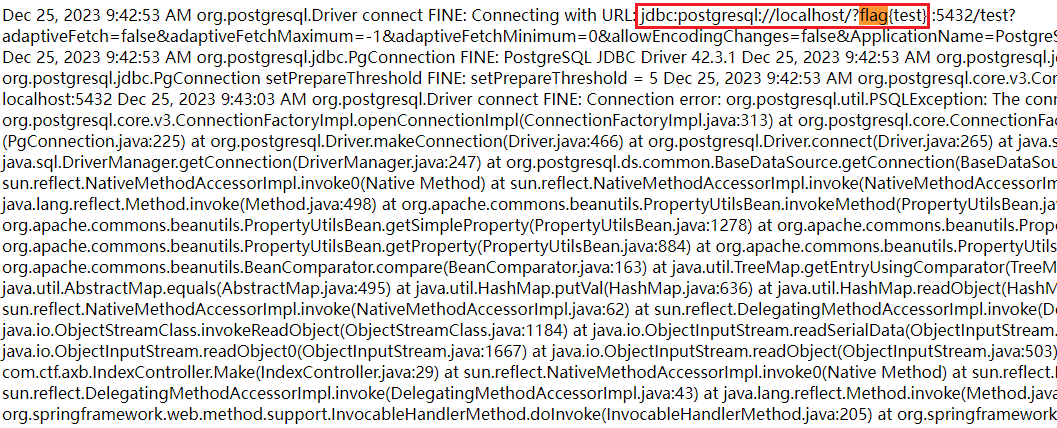 Dec 25, 2023 9:42:53 AM org.postgresql.Driver connect FINE: Connecting with URL: jdbc:postgresql://localhost/?flag{test} :5432/test?
adaptiveFetch=false&adaptiveFetchMaximum=-1&adaptiveFetchMinimum=0&allowEncodingChanges=false&ApplicationName=PostgreS
Dec 25, 2023 9:42:53 AM org.postgresql.jdbc.PgConnection FINE: PostgreSQL JDBC Driver 42.3.1 Dec 25, 2023 9:42:53 AM org.postgresql.j
org.postgresql.jdbc.PgConnection setPrepareThreshold FINE: setPrepareThreshold = 5 Dec 25, 2023 9:42:53 AM org.postgresql.core.v3.Con
localhost:5432 Dec 25, 2023 9:43:03 AM org.postgresql.Driver connect FINE: Connection error: org.postgresql.util.PSQLException: The conn
org.postgresql.core.v3.ConnectionFactoryImpl.openConnectionImpl(ConnectionFactoryImpl.java:313) at org.postgresql.core.ConnectionFa
(PgConnection.java:225) at org.postgresql.Driver.makeConnection(Driver.java:466) at org.postgresql.Driver.connect(Driver.java:265) at java.s
java.sql.DriverManager.getConnection(DriverManager.java:247) at org.postgresql.ds.common.BaseDataSource.getConnection(BaseDataSou
sun.reflect.NativeMethodAccessorImpl.invoke0(Native Method) at sun.reflect.NativeMethodAccessorImpl.invoke(NativeMethodAccessorIm
java.lang.reflect.Method.invoke(Method.java:498) at org.apache.commons.beanutils.PropertyUtilsBean.invokeMethod(PropertyUtilsBean.jav
org.apache.commons.beanutils.PropertyUtilsBean.getSimpleProperty(PropertyUtilsBean.java:1278) at org.apache.commons.beanutils.Prope
org.apache.commons.beanutils.PropertyUtilsBean.getProperty(PropertyUtilsBean.java:884) at org.apache.commons.beanutils.PropertyUtils
org.apache.commons.beanutils.BeanComparator.compare(BeanComparator.java:163) at java.util.TreeMap.getEntryUsingComparator(TreeM
java.util.AbstractMap.equals(AbstractMap.java:495) at java.util.HashMap.putVal(HashMap.java:636) at java.util.HashMap.readObject(HashM
sun.reflect.NativeMethodAccessorImpl.invoke(NativeMethodAccessorImpl.java:62) at sun.reflect.DelegatingMethodAccessorImpl.invoke(De
java.io.ObjectStreamClass.invokeReadObject(ObjectStreamClass.java:1184) at java.io.ObjectInputStream.readSerialData(ObjectInputStream.
java.io.ObjectInputStream.readObject0(ObjectInputStream.java:1667) at java.io.ObjectInputStream.readObject(ObjectInputStream.java:503)
com.ctf.axb.IndexController.Make(IndexController.java:29) at sun.reflect.NativeMethodAccessorImpl.invoke0(Native Method) at sun.reflect.
sun.reflect.DelegatingMethodAccessorImpl.invoke(DelegatingMethodAccessorImpl.java:43) at java.lang.reflect.Method.invoke(Method.java
org.springframework.web.method.support.InvocableHandlerMethod.doInvoke(InvocableHandlerMethod.java:205) at org.springframework